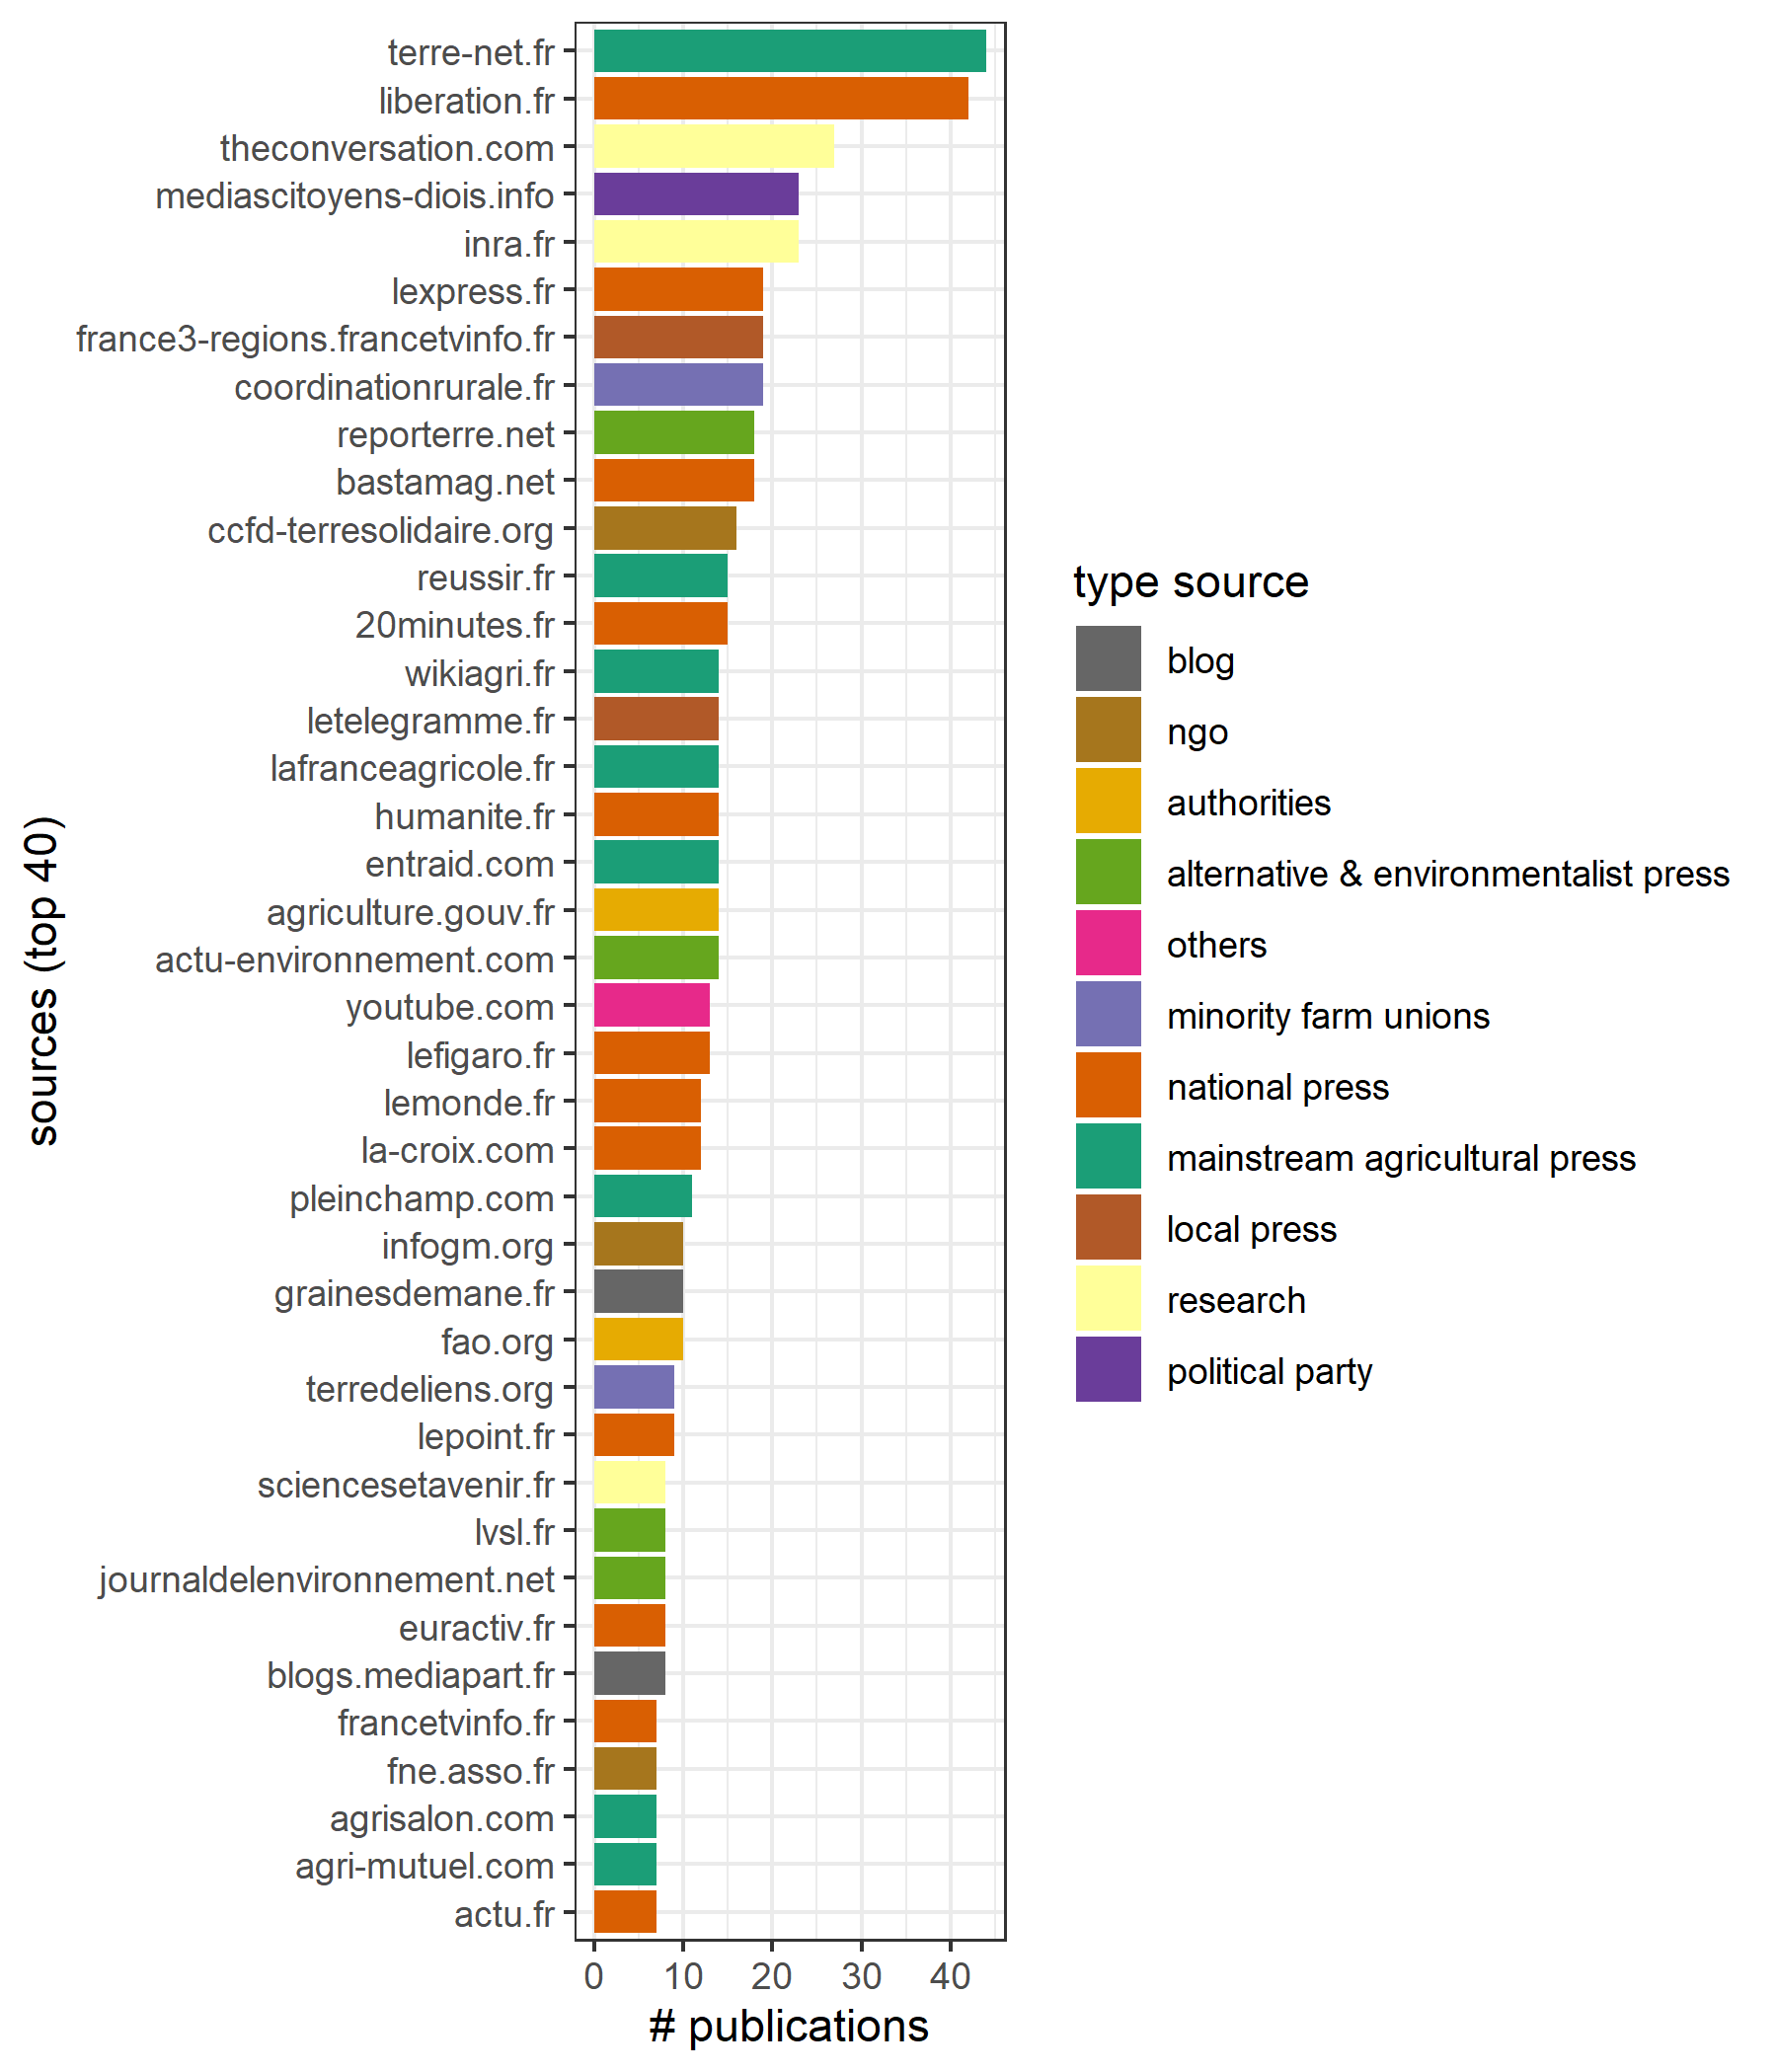 terre-net.fr
liberation.fr
theconversation.com
mediascitoyens-diois.info
inra.fr
lexpress.fr
france3-regions.francetvinfo.fr
coordinationrurale.fr
reporterre.net
bastamag.net
ccfd-terresolidaire.org
reussir.fr
20minutes.fr
wikiagri.fr
letelegramme.fr
lafranceagricole.fr
humanite.fr
entraid.com
agriculture.gouv.fr
actu-environnement.com
youtube.com
lefigaro.fr
lemonde.fr
la-croix.com
pleinchamp.com
infogm.org
grainesdemane.fr
fao.org
terredeliens.org
lepoint.fr
sciencesetavenir.fr
lvsl.fr
journaldelenvironnement.net
euractiv.fr
blogs.mediapart.fr
francetvinfo.fr
fne.asso.fr
agrisalon.com
agri-mutuel.com
actu.fr
sources (top 40)
0 10 20 30 40
# publications
type source
blog
ngo
authorities
alternative & environmentalist press
others
minority farm unions
national press
mainstream agricultural press
local press
research
political party